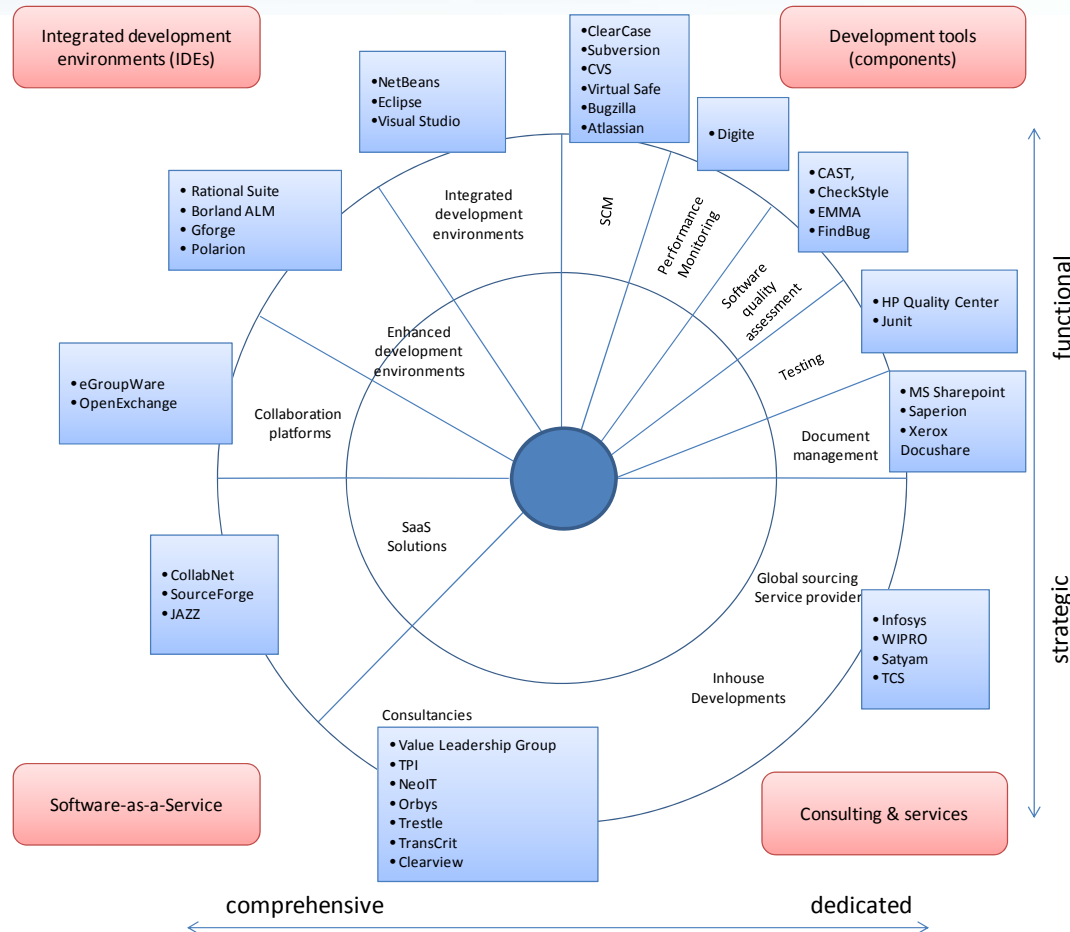 Integrated development
environments (IDEs)
Development tools
(components)
• ClearCase
• Subversion
• CVS
• Virtual Safe
• Bugzilla
• Atlassian
• NetBeans
• Eclipse
• Visual Studio
• Digite
• CAST,
• CheckStyle
• EMMA
• FindBug
• Rational Suite
• Borland ALM
• Gforge
• Polarion
Integrated
development
environments
SCM
Performance
Monitoring
Software
quality
assessment
Testing
• HP Quality Center
• Junit
functional
Enhanced
development
environments
• eGroupWare
• OpenExchange
Collaboration
platforms
Document
management
• MS Sharepoint
• Saperion
• Xerox
Docushare
SaaS
Solutions
• CollabNet
• SourceForge
• JAZZ
Global sourcing
Service provider
• Infosys
• WIPRO
• Satyam
• TCS
strategic
Inhouse
Developments
Consultancies
• Value Leadership Group
• TPI
• NeoIT
• Orbys
• Trestle
• TransCrit
• Clearview
Software-as-a-Service
Consulting & services
comprehensive
dedicated